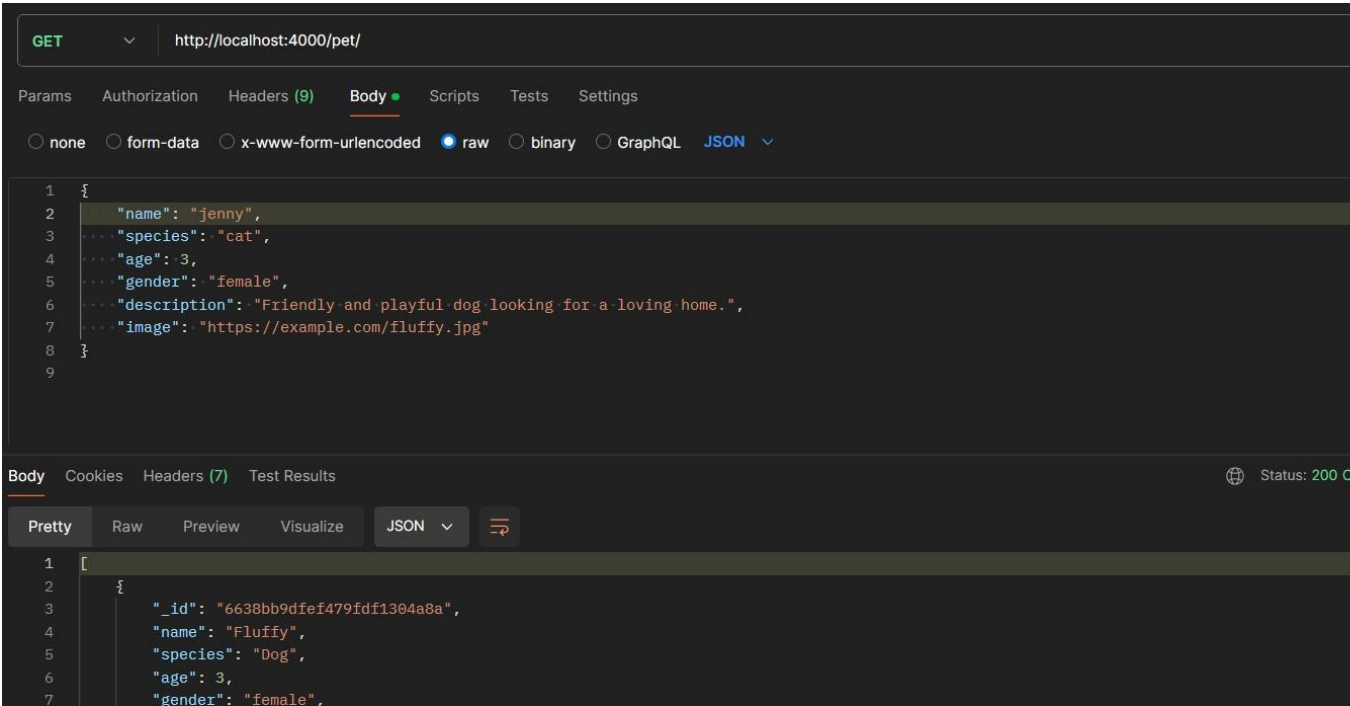 GET http://localhost:4000/pet/
Params Authorization Headers (9) Body Scripts Tests Settings
none form-data x-www-form-urlencoded raw binary GraphQL JSON
1 {
2 "name": "jenny",
3 "species": "cat",
4 "age": 3,
5 "gender": "female",
6 "description": "Friendly and playful dog looking for a loving home.",
7 "image": "https://example.com/fluffy.jpg"
8 }
9
Body Cookies Headers (7) Test Results Status: 200
Pretty Raw Preview Visualize JSON
1 [
2 {
3 "_id": "6638bb9dfef479fdf1304a8a",
4 "name": "Fluffy",
5 "species": "Dog",
6 "age": 3,
7 "gender": "female",